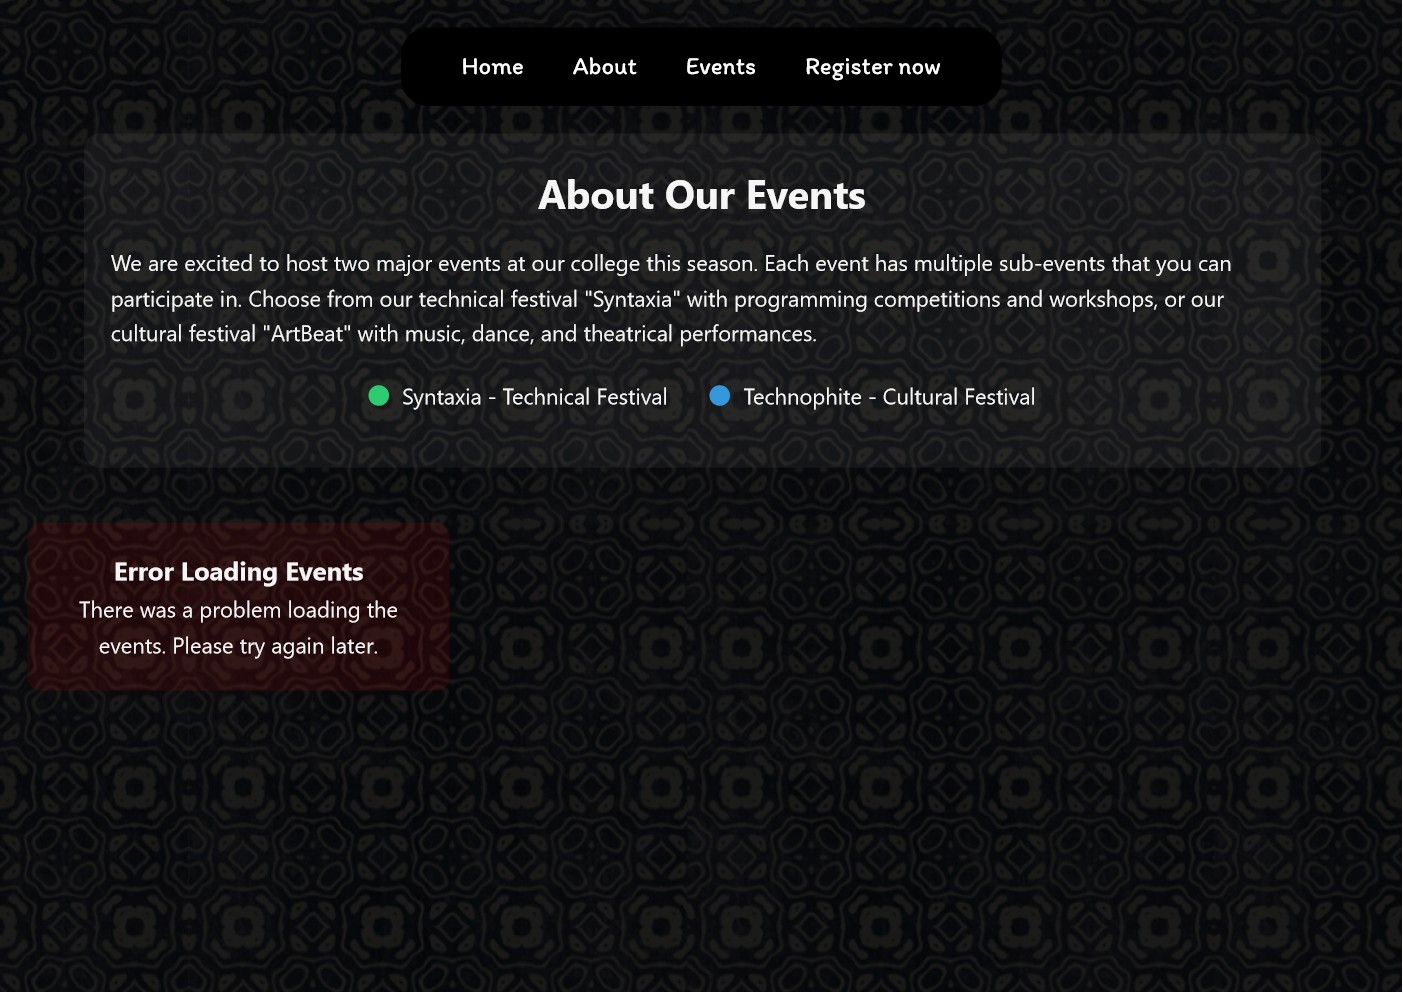 Home About Events Register now
About Our Events
We are excited to host two major events at our college this season. Each event has multiple sub-events that you can
participate in. Choose from our technical festival "Syntaxia" with programming competitions and workshops, or our
cultural festival "ArtBeat" with music, dance, and theatrical performances.
Syntaxia - Technical Festival Technophite - Cultural Festival
Error Loading Events
There was a problem loading the
events. Please try again later.